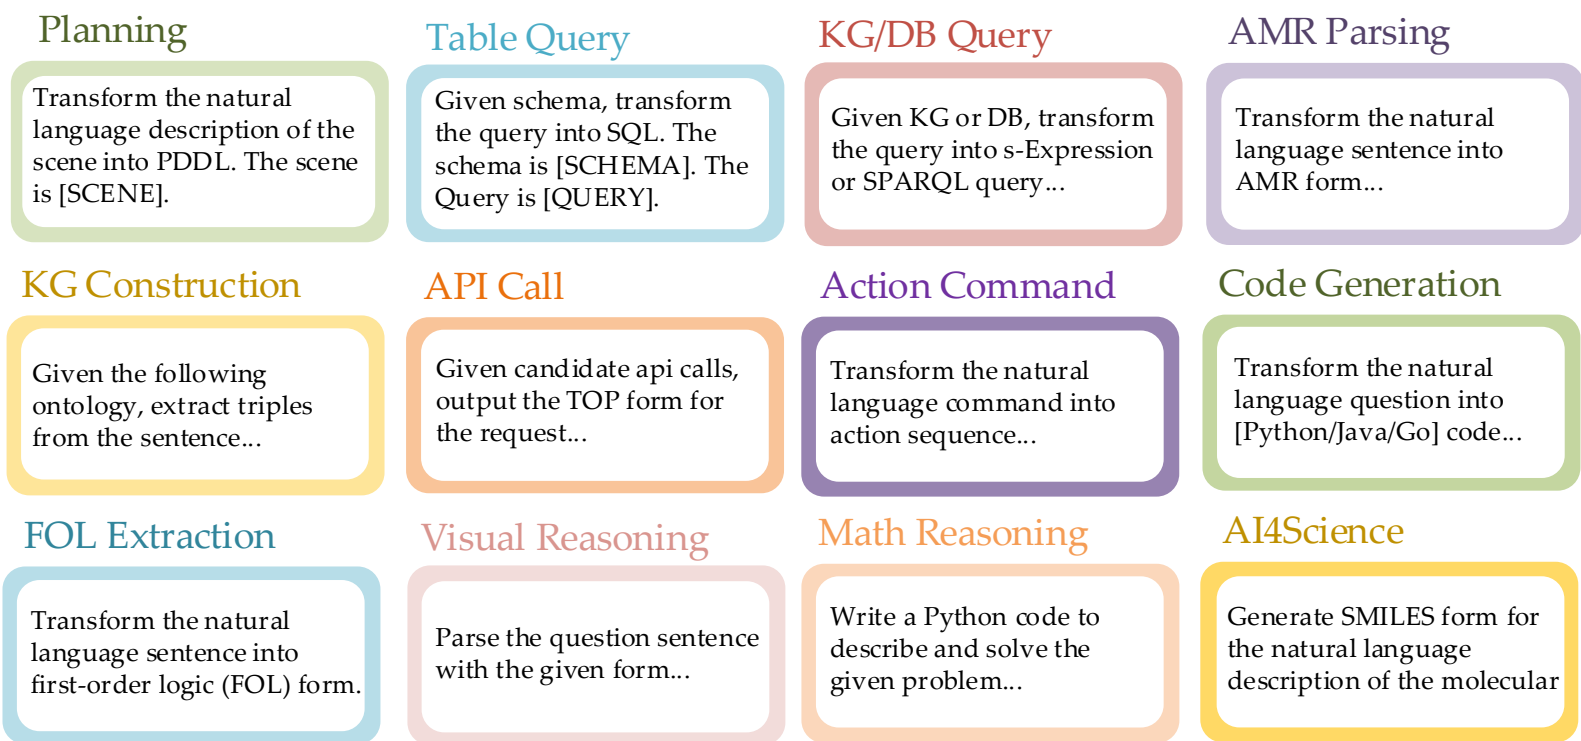 Planning
Transform the natural
language description of the
scene into PDDL. The scene
is [SCENE].
Table Query
Given schema, transform
the query into SQL. The
schema is [SCHEMA]. The
Query is [QUERY].
KG/DB Query
Given KG or DB, transform
the query into s-Expression
or SPARQL query...
AMR Parsing
Transform the natural
language sentence into
AMR form...
KG Construction
Given the following
ontology, extract triples
from the sentence...
API Call
Given candidate api calls,
output the TOP form for
the request...
Action Command
Transform the natural
language command into
action sequence...
Code Generation
Transform the natural
language question into
[Python/Java/Go] code...
FOL Extraction
Transform the natural
language sentence into
first-order logic (FOL) form.
Visual Reasoning
Parse the question sentence
with the given form...
Math Reasoning
Write a Python code to
describe and solve the
given problem...
AI4Science
Generate SMILES form for
the natural language
description of the molecular